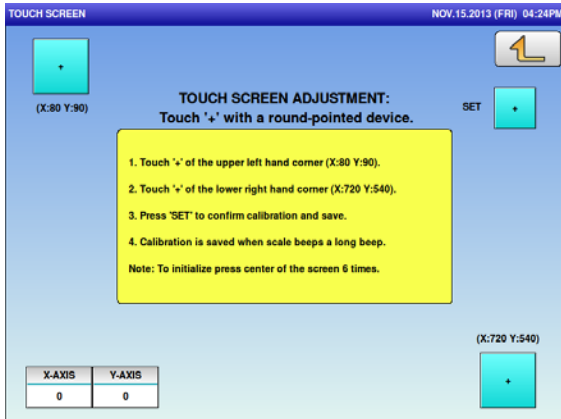 TOUCH SCREEN NOV.15.2013 (FRI) 04:24PM
+
(X:80 Y:90)
TOUCH SCREEN ADJUSTMENT:
Touch '+' with a round-pointed device.
SET +
1. Touch '+' of the upper left hand corner (X:80 Y:90).
2. Touch '+' of the lower right hand corner (X:720 Y:540).
3. Press 'SET' to confirm calibration and save.
4. Calibration is saved when scale beeps a long beep.
Note: To initialize press center of the screen 6 times.
(X:720 Y:540)
+
X-AXIS Y-AXIS
0 0